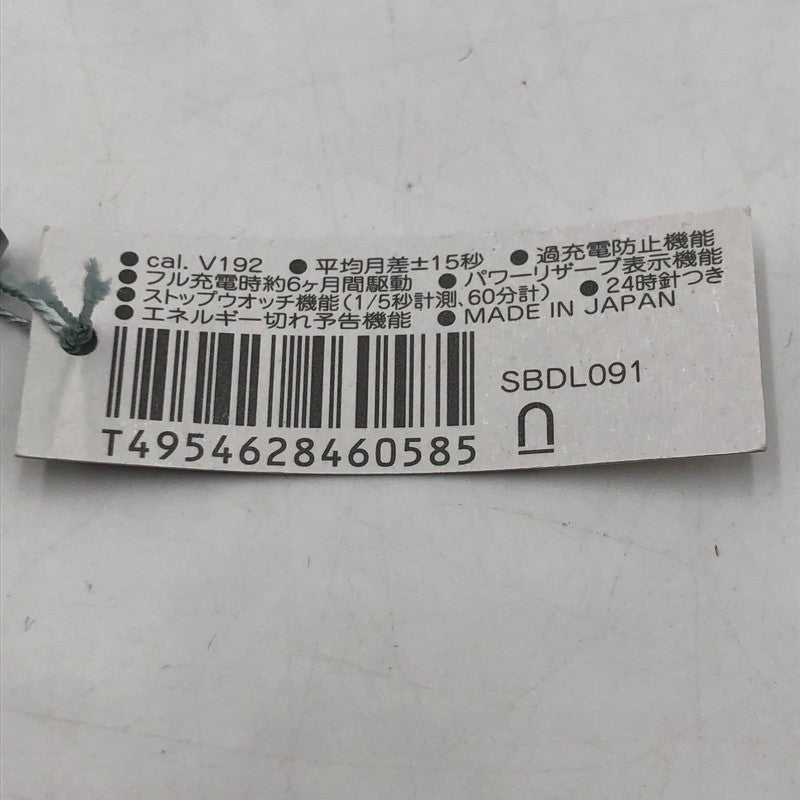 ● cal. V192 ● 平均月差±15秒 ● 過充電防止機能
● フル充電時約6ヶ月間駆動 ● パワーリザーブ表示機能
● ストップウオッチ機能(1/5秒計測、60分計) ● 24時針つき
● エネルギー切れ予告機能 ● MADE IN JAPAN
SBDL091
T4954628460585